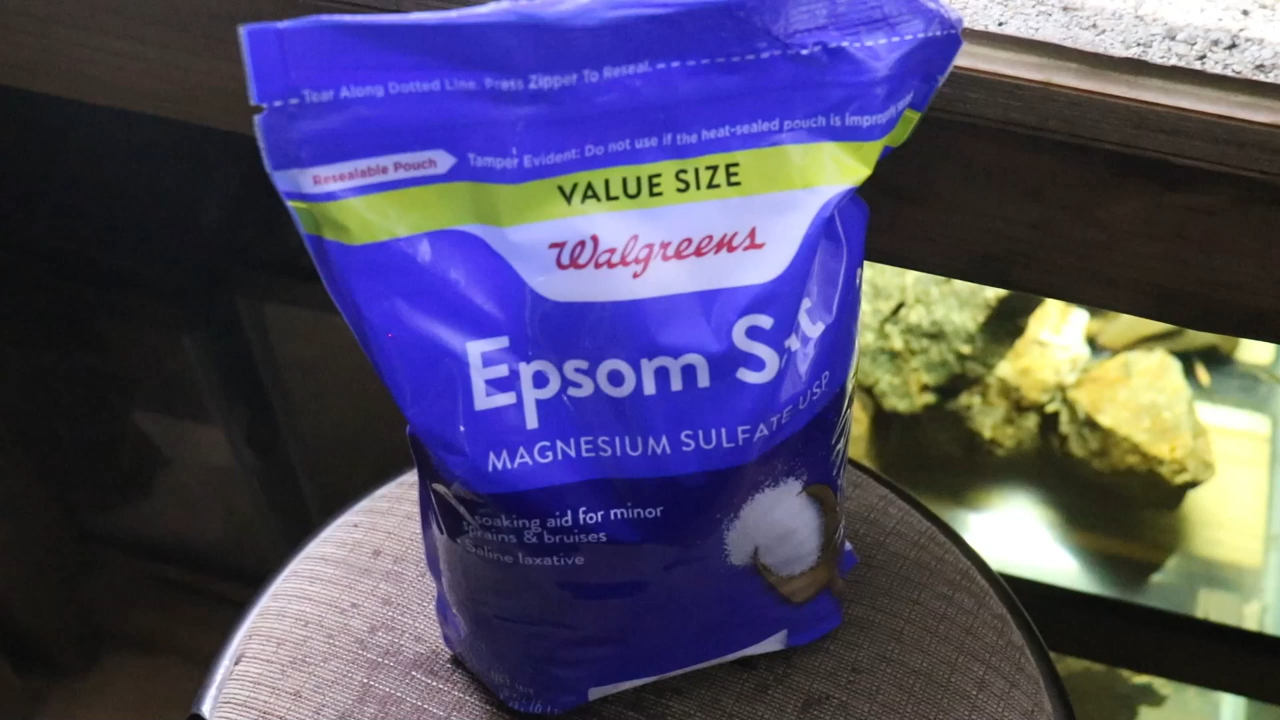 Tear Along Dotted Line. Press Zipper To Reseal.
Resealable Pouch
Tamper Evident: Do not use if the heat-sealed pouch is improperly
VALUE SIZE
Walgreens
Epsom
MAGNESIUM SULFATE USP
soaking aid for minor
sprains & bruises
Saline laxative